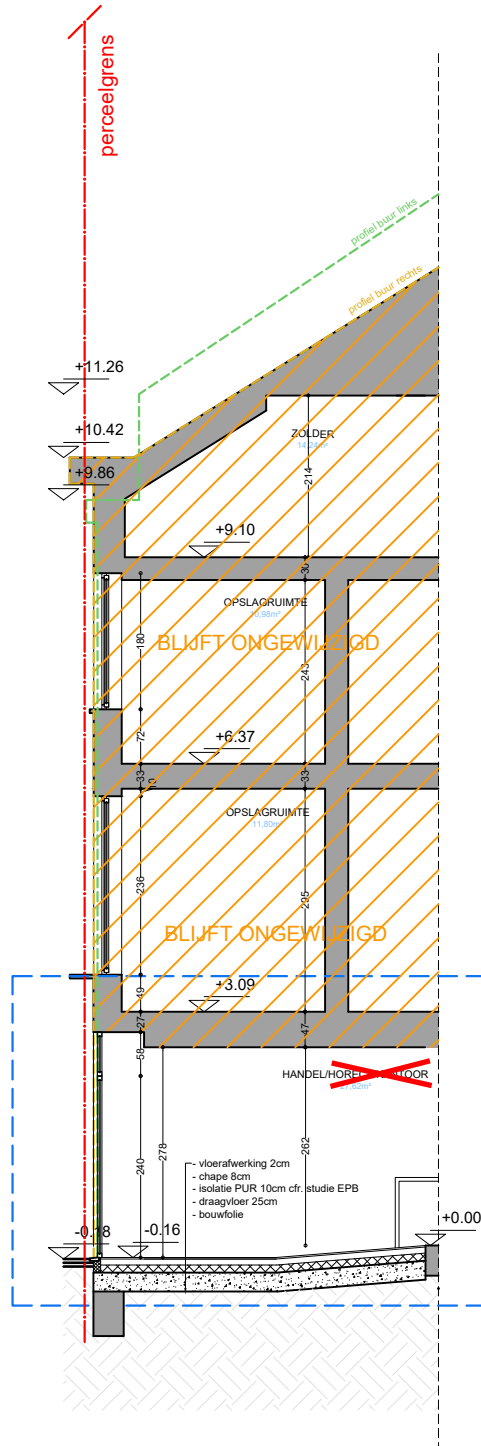 perceelgrens
profiel buur links
profiel buur rechts
+11.26
+10.42
+9.86
ZOLDER
214
+9.10
30
OPSLAGRUIMTE
BLIJFT ONGEWIJZIGD
180
243
72
+6.37
33
33
OPSLAGRUIMTE
11,80m²
236
295
BLIJFT ONGEWIJZIGD
49
+3.09
27
47
58
HANDEL/HORECA
240
278
262
- vloerafwerking 2cm
- chape 8cm
- isolatie PUR 10cm cfr. studie EPB
- draagvloer 25cm
- bouwfolie
-0.18
-0.16
+0.00